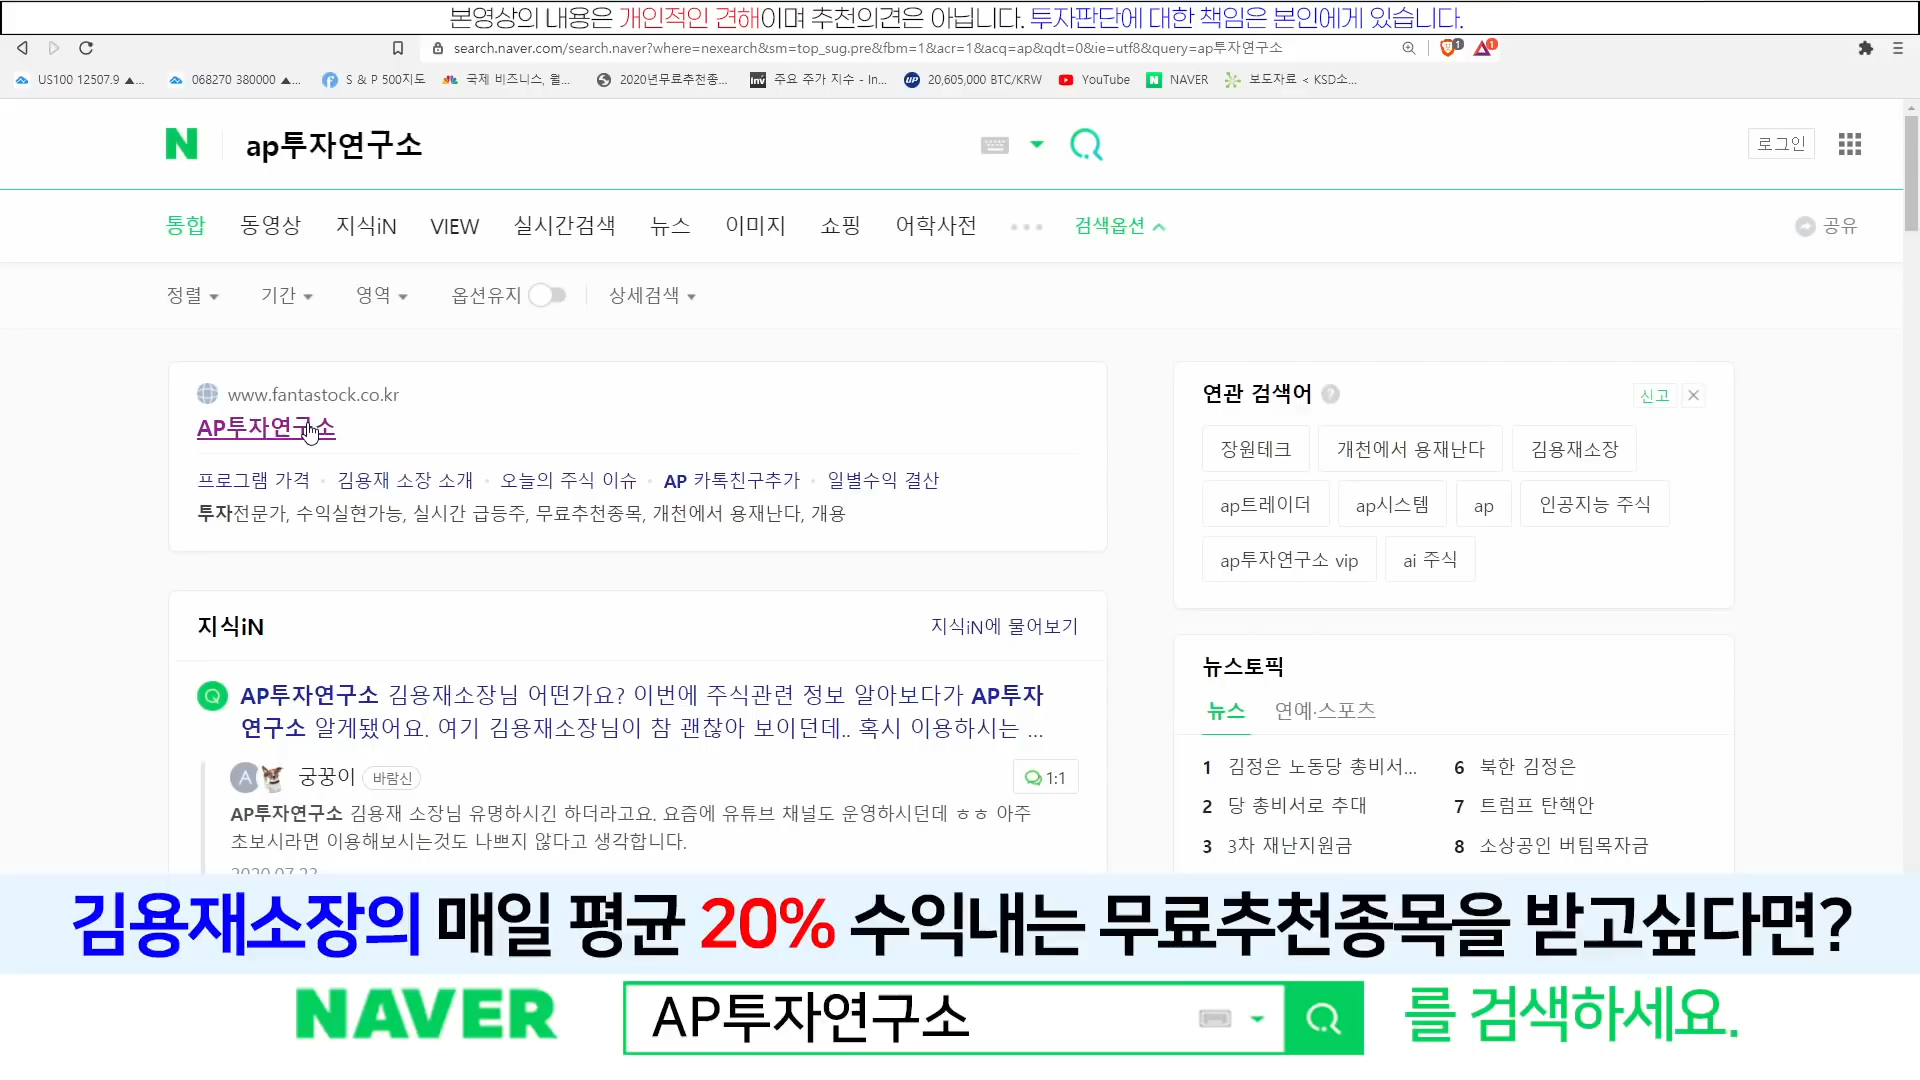 본영상의 내용은 개인적인 견해이며 추천의견은 아닙니다. 투자판단에 대한 책임은 본인에게 있습니다.
search.naver.com/search.naver?where=nexearch&sm=top_sug.pre&fbm=1&acr=1&acq=ap&qdt=0&ie=utf8&query=ap투자연구소
1 1
US100 12507.9 ▲... 068270 380000 ▲... S & P 500지도 국제 비즈니스, 월... 2020년무료추천종... Inv 주요 주가 지수 - In... UP 20,605,000 BTC/KRW YouTube N NAVER 보도자료 < KSD소...
N ap투자연구소 로그인
통합 동영상 지식iN VIEW 실시간검색 뉴스 이미지 쇼핑 어학사전 검색옵션 공유
정렬 기간 영역 옵션유지 상세검색
www.fantastock.co.kr
AP투자연구소
프로그램 가격 · 김용재 소장 소개 · 오늘의 주식 이슈 · AP 카톡친구추가 · 일별수익 결산
투자전문가, 수익실현가능, 실시간 급등주, 무료추천종목, 개천에서 용재난다, 개용
연관 검색어 ? 신고
장원테크 개천에서 용재난다 김용재소장
ap트레이더 ap시스템 ap 인공지능 주식
ap투자연구소 vip ai 주식
지식iN 지식iN에 물어보기
Q AP투자연구소 김용재소장님 어떤가요? 이번에 주식관련 정보 알아보다가 AP투자
연구소 알게됐어요. 여기 김용재소장님이 참 괜찮아 보이던데.. 혹시 이용하시는 ...
A 궁꿍이 바람신 1:1
AP투자연구소 김용재 소장님 유명하시긴 하더라고요. 요즘에 유튜브 채널도 운영하시던데 ㅎㅎ 아주
초보시라면 이용해보시는것도 나쁘지 않다고 생각합니다.
2020.07.23
뉴스토픽
뉴스 연예·스포츠
1 김정은 노동당 총비서... 6 북한 김정은
2 당 총비서로 추대 7 트럼프 탄핵안
3 3차 재난지원금 8 소상공인 버팀목자금
김용재소장의 매일 평균 20% 수익내는 무료추천종목을 받고싶다면?
NAVER AP투자연구소 를 검색하세요.